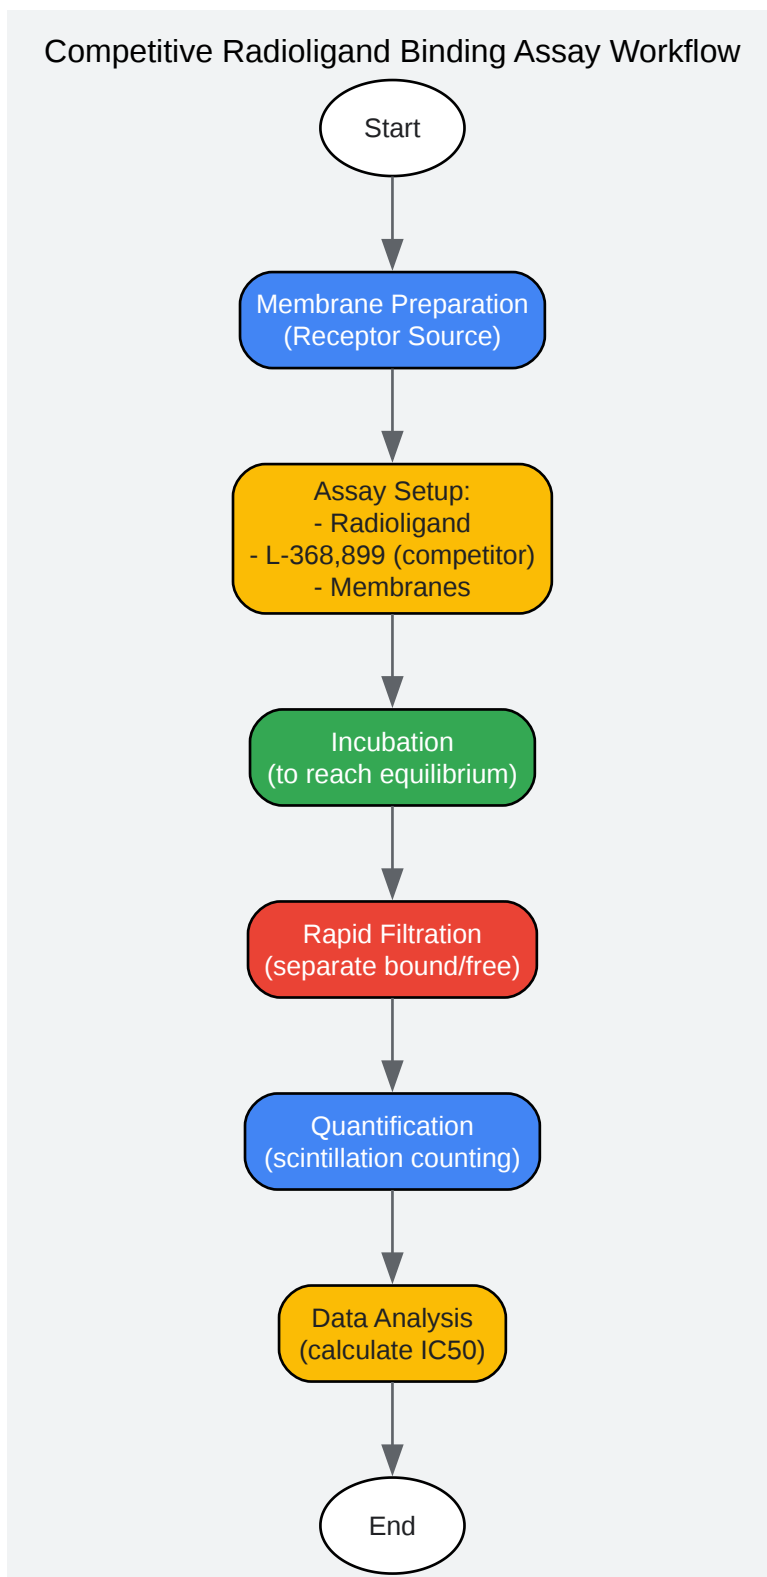 Competitive Radioligand Binding Assay Workflow
Start
Membrane Preparation
(Receptor Source)
Assay Setup:
- Radioligand
- L-368,899 (competitor)
- Membranes
Incubation
(to reach equilibrium)
Rapid Filtration
(separate bound/free)
Quantification
(scintillation counting)
Data Analysis
(calculate IC50)
End